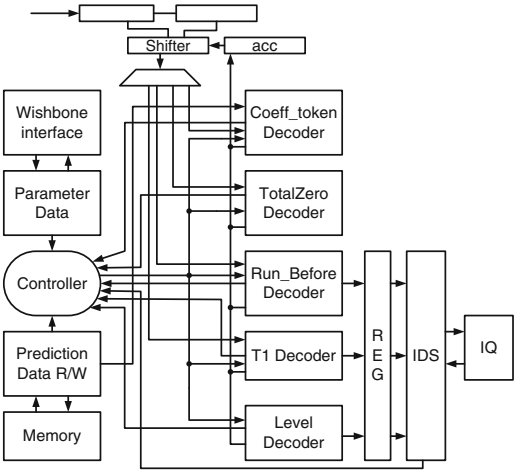 Shifter
acc
Wishbone
interface
Coeff_token
Decoder
Parameter
Data
TotalZero
Decoder
Controller
Run_Before
Decoder
Prediction
Data R/W
T1 Decoder
R
E
G
IDS
IQ
Memory
Level
Decoder